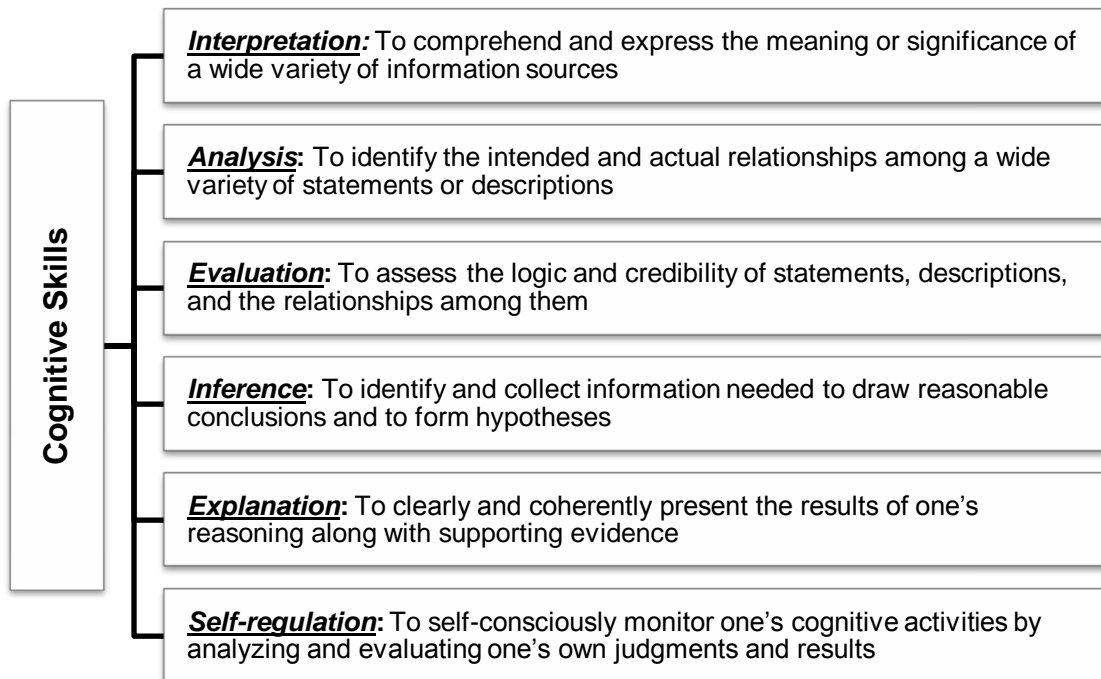 Cognitive Skills
Interpretation: To comprehend and express the meaning or significance of
a wide variety of information sources
Analysis: To identify the intended and actual relationships among a wide
variety of statements or descriptions
Evaluation: To assess the logic and credibility of statements, descriptions,
and the relationships among them
Inference: To identify and collect information needed to draw reasonable
conclusions and to form hypotheses
Explanation: To clearly and coherently present the results of one’s
reasoning along with supporting evidence
Self-regulation: To self-consciously monitor one’s cognitive activities by
analyzing and evaluating one’s own judgments and results